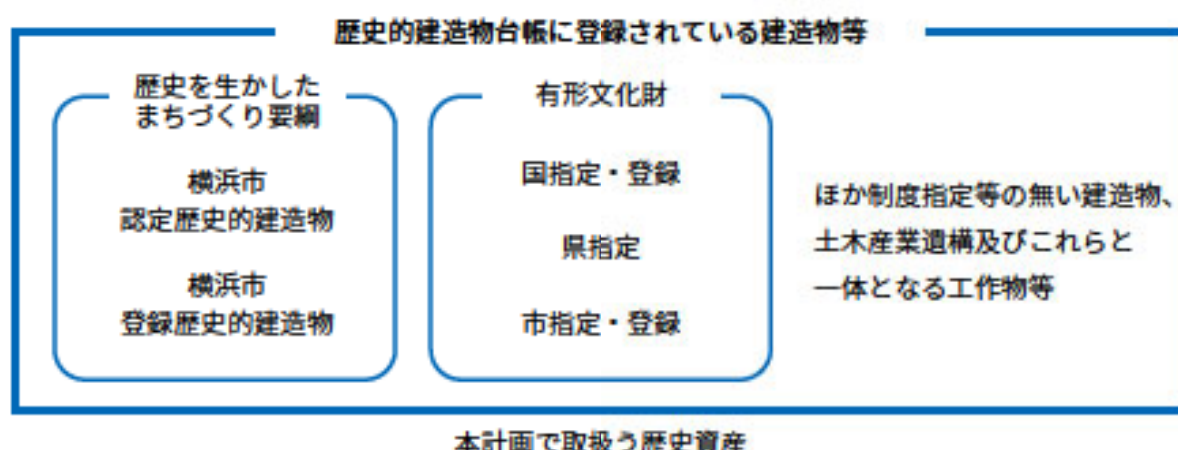 歴史的建造物台帳に登録されている建造物等
歴史を生かした
まちづくり要綱
横浜市
認定歴史的建造物
横浜市
登録歴史的建造物
有形文化財
国指定・登録
県指定
市指定・登録
ほか制度指定等の無い建造物、
土木産業遺構及びこれらと
一体となる工作物等
本計画で取扱う歴史資産